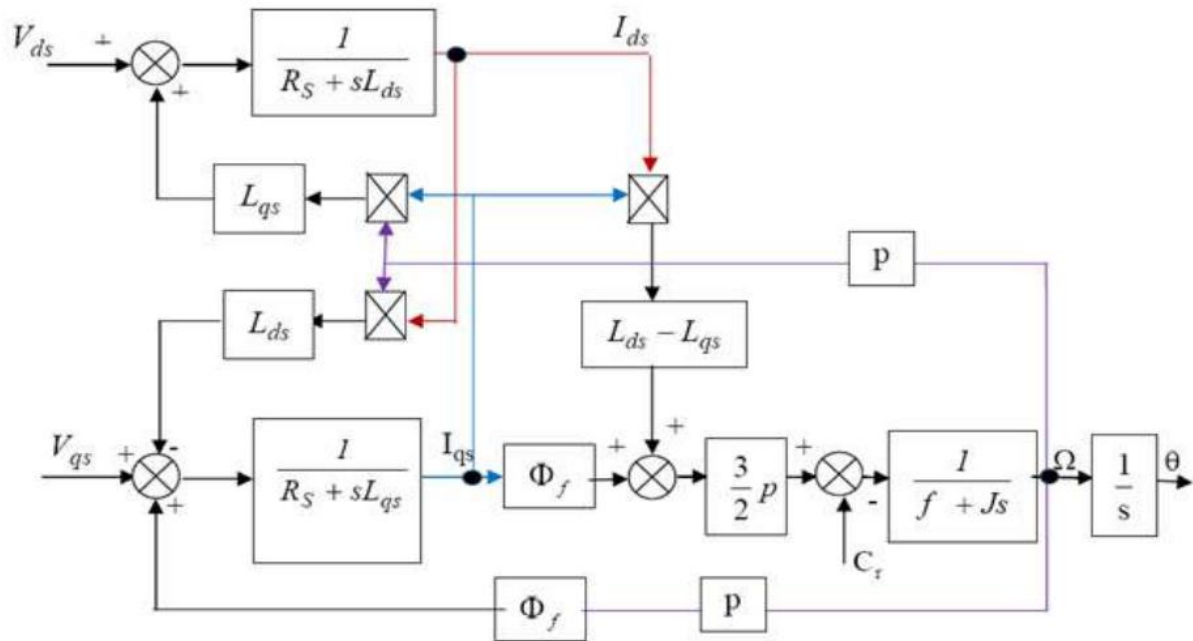 V_ds + 1 / (R_S + sL_ds) I_ds
+
L_qs
p
L_ds
L_ds − L_qs
V_qs + - 1 / (R_S + sL_qs) I_qs Φ_f + + 3/2 p + 1 / (f + Js) Ω 1/s θ
+ - C_τ
Φ_f p